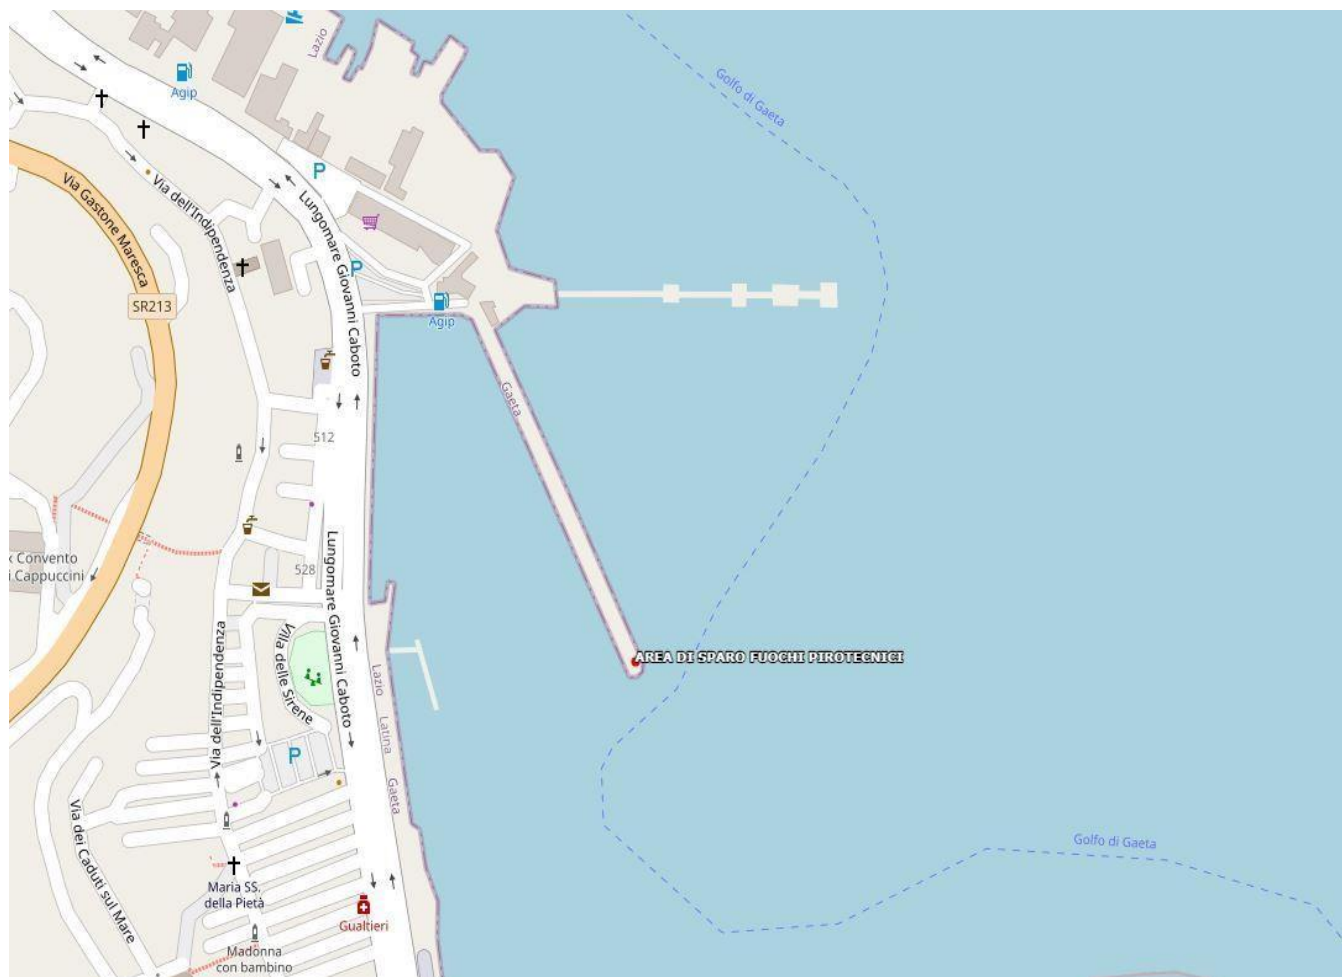 Lazio
Golfo di Gaeta
Agip
P
Via Gastone Maresca
Via dell'Indipendenza
Lungomare Giovanni Caboto
P
SR213
Agip
Gaeta
512
x Convento
i Cappuccini
528
Lungomare Giovanni Caboto
Via dell'Indipendenza
Villa delle Sirene
AREA DI SPARO FUOCHI PIROTECNICI
Lazio
Latina
Gaeta
P
Via dei Caduti sul Mare
Golfo di Gaeta
Maria SS.
della Pietà
Gualtieri
Madonna
con bambino